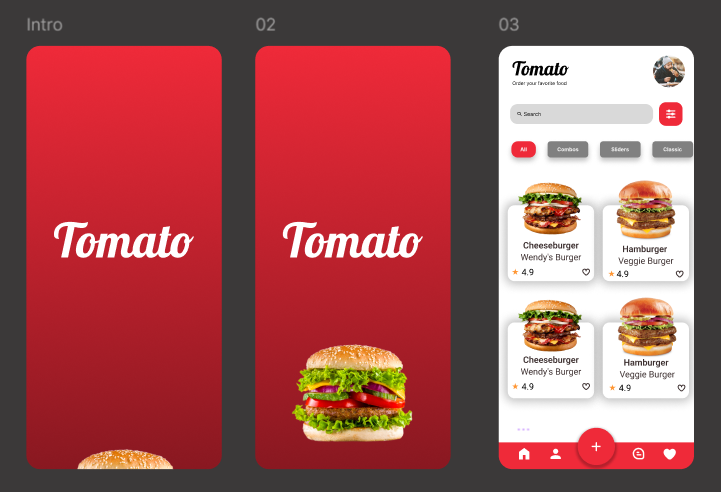 Intro
02
03
Tomato
Tomato
Tomato
Order your favorite food
Search
All
Combos
Sliders
Classic
Cheeseburger
Wendy's Burger
4.9
Hamburger
Veggie Burger
4.9
Cheeseburger
Wendy's Burger
4.9
Hamburger
Veggie Burger
4.9